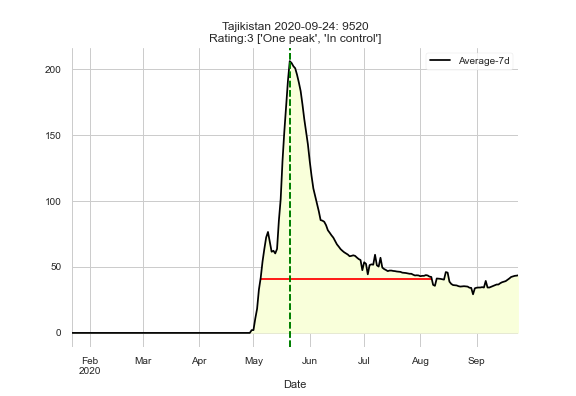 Tajikistan 2020-09-24: 9520
Rating:3 ['One peak', 'In control']
Average-7d
200
150
100
50
0
Feb
2020
Mar
Apr
May
Jun
Jul
Aug
Sep
Date